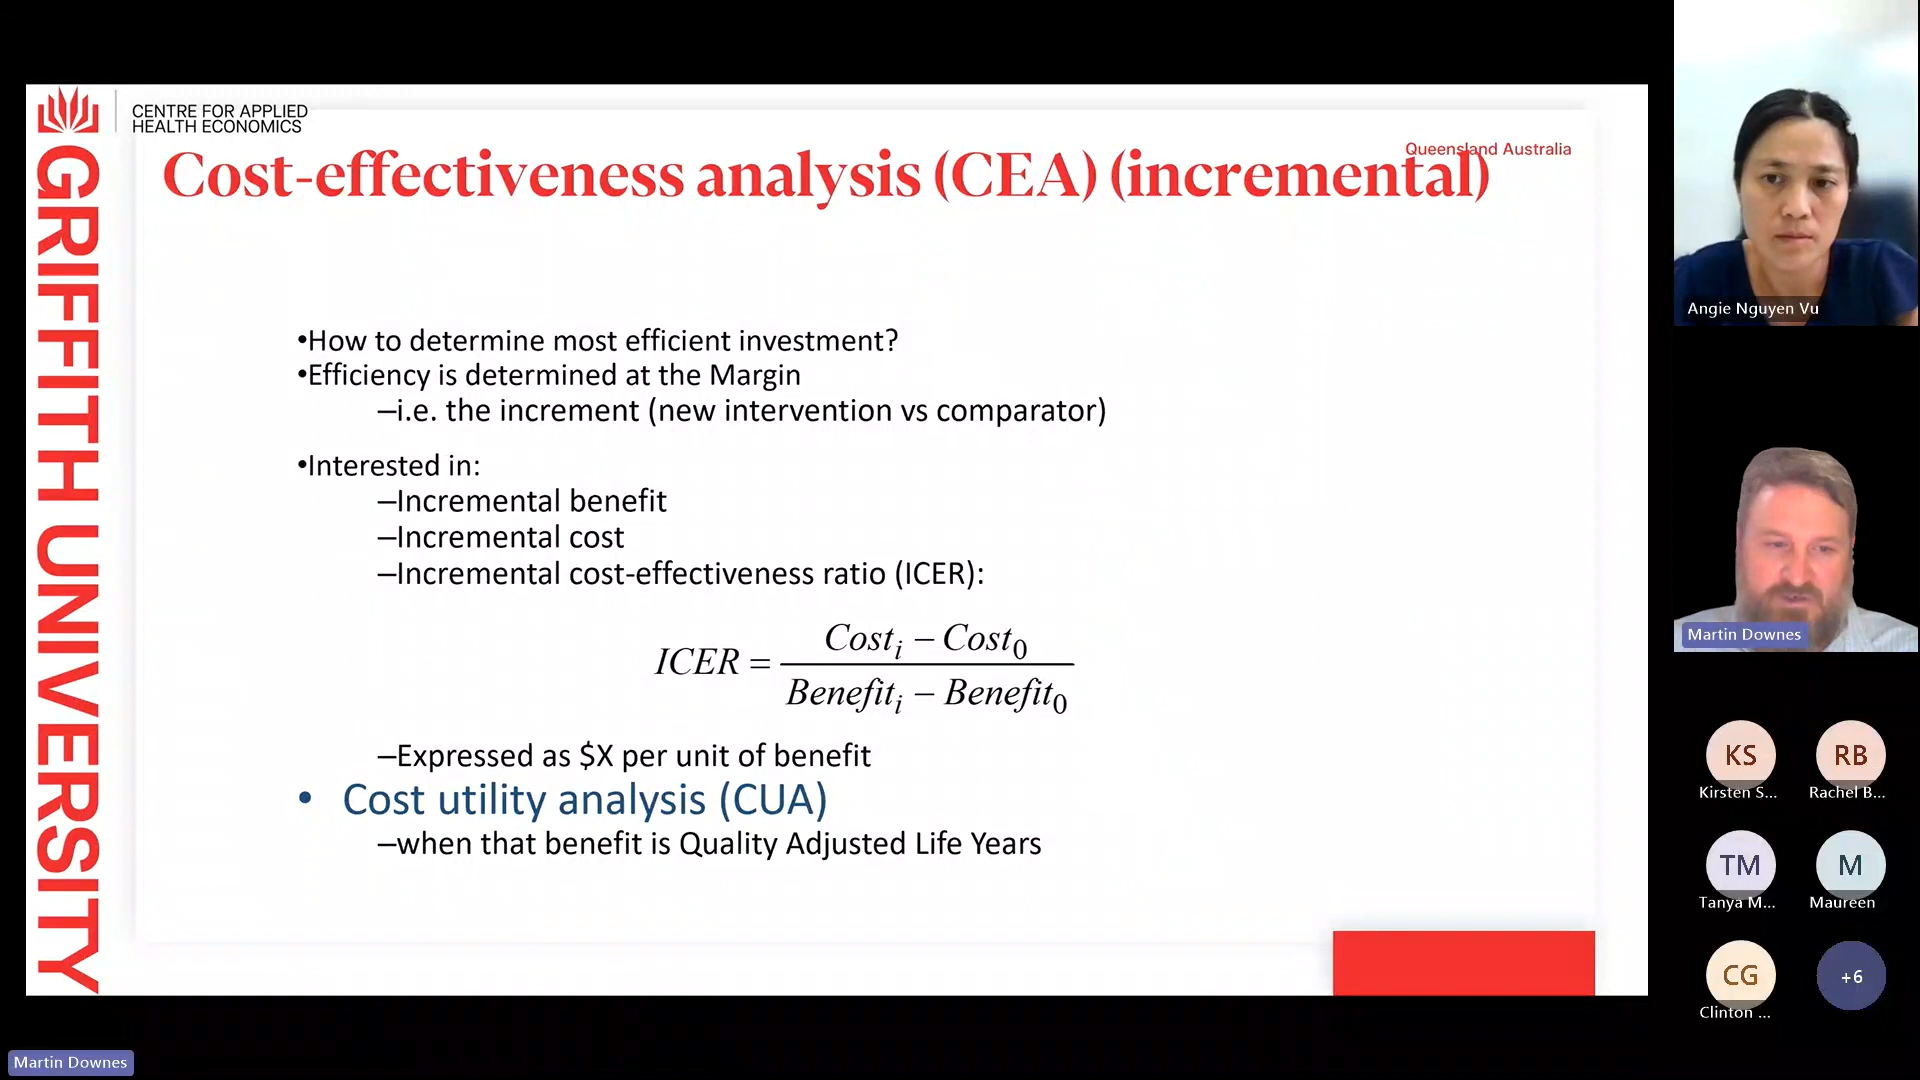 CENTRE FOR APPLIED
HEALTH ECONOMICS
GRIFFITH UNIVERSITY
Queensland Australia
Cost-effectiveness analysis (CEA) (incremental)
•How to determine most efficient investment?
•Efficiency is determined at the Margin
–i.e. the increment (new intervention vs comparator)
•Interested in:
–Incremental benefit
–Incremental cost
–Incremental cost-effectiveness ratio (ICER):
ICER = (Cost_i − Cost_0) / (Benefit_i − Benefit_0)
–Expressed as $X per unit of benefit
• Cost utility analysis (CUA)
–when that benefit is Quality Adjusted Life Years
Angie Nguyen Vu
Martin Downes
KS
Kirsten S...
RB
Rachel B...
TM
Tanya M...
M
Maureen
CG
Clinton ...
+6
Martin Downes